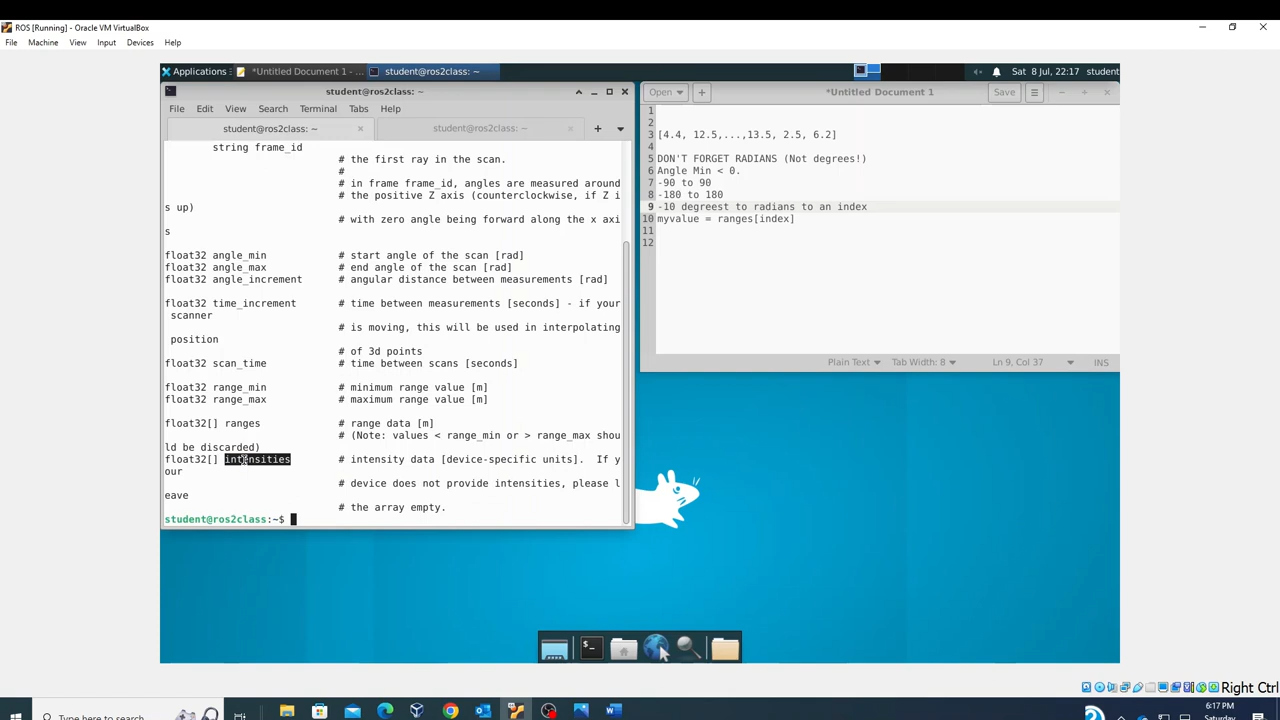 ROS [Running] - Oracle VM VirtualBox
File Machine View Input Devices Help
Applications *Untitled Document 1 - ... student@ros2class: ~ Sat 8 Jul, 22:17 student
student@ros2class: ~
File Edit View Search Terminal Tabs Help
student@ros2class: ~ student@ros2class: ~
string frame_id
# the first ray in the scan.
#
# in frame frame_id, angles are measured around
# the positive Z axis (counterclockwise, if Z i
s up)
# with zero angle being forward along the x axi
s
float32 angle_min # start angle of the scan [rad]
float32 angle_max # end angle of the scan [rad]
float32 angle_increment # angular distance between measurements [rad]
float32 time_increment # time between measurements [seconds] - if your
scanner
# is moving, this will be used in interpolating
position
# of 3d points
float32 scan_time # time between scans [seconds]
float32 range_min # minimum range value [m]
float32 range_max # maximum range value [m]
float32[] ranges # range data [m]
# (Note: values < range_min or > range_max shou
ld be discarded)
float32[] intensities # intensity data [device-specific units]. If y
our
# device does not provide intensities, please l
eave
# the array empty.
student@ros2class:~$
Open *Untitled Document 1 Save
1
2
3 [4.4, 12.5,...,13.5, 2.5, 6.2]
4
5 DON'T FORGET RADIANS (Not degrees!)
6 Angle Min < 0.
7 -90 to 90
8 -180 to 180
9 -10 degreest to radians to an index
10 myvalue = ranges[index]
11
12
Plain Text Tab Width: 8 Ln 9, Col 37 INS
Right Ctrl
Type here to search
6:17 PM
Saturday